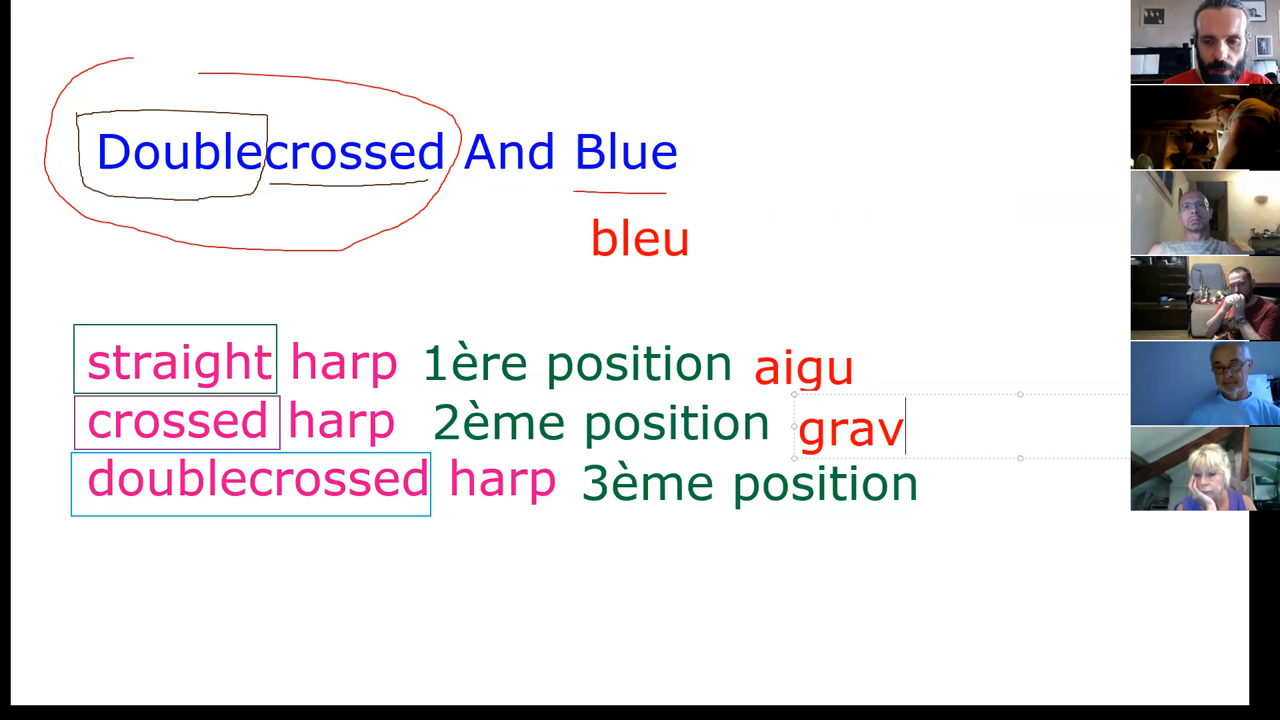 Doublecrossed And Blue
bleu
straight harp 1ère position aigu
crossed harp 2ème position grav
doublecrossed harp 3ème position